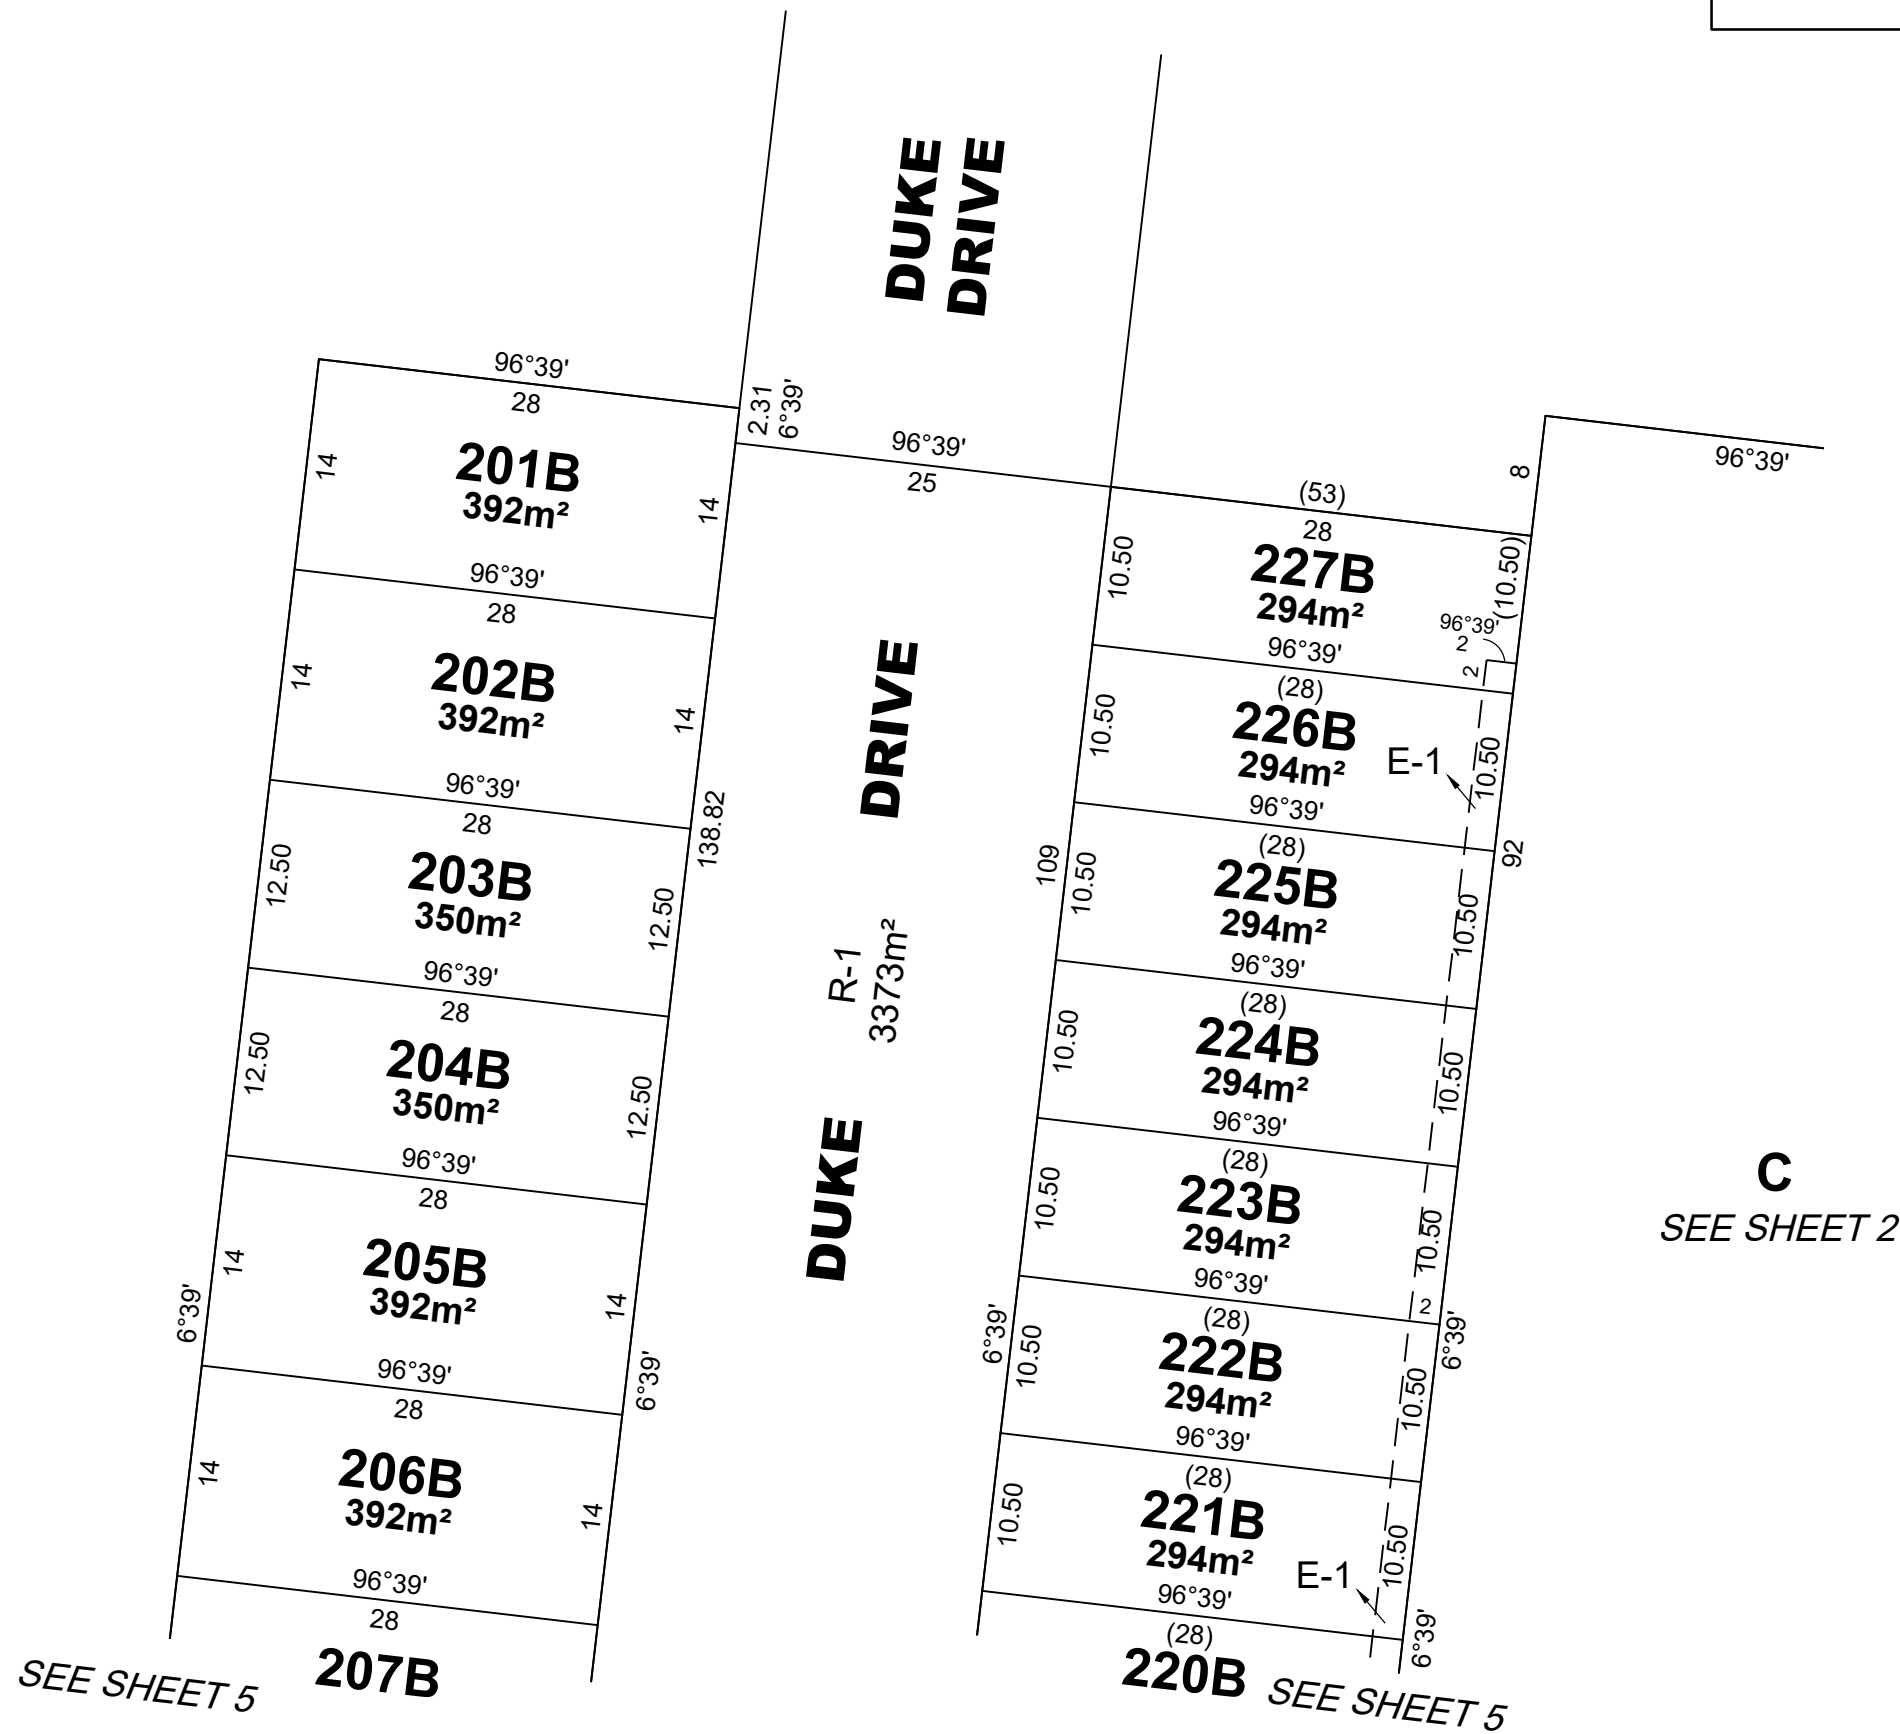 DUKE
DRIVE
96°39'
28
14
201B
392m²
14
2.31
6°39'
96°39'
25
(53)
28
8
96°39'
10.50
227B
294m²
(10.50)
96°39'
2
2
96°39'
28
14
202B
392m²
14
96°39'
(28)
10.50
226B
294m²
E-1
10.50
96°39'
28
12.50
203B
350m²
12.50
138.82
DRIVE
96°39'
(28)
109
10.50
225B
294m²
10.50
92
R-1
3373m²
96°39'
28
12.50
204B
350m²
12.50
96°39'
(28)
10.50
224B
294m²
10.50
DUKE
96°39'
28
14
205B
392m²
14
6°39'
6°39'
96°39'
(28)
10.50
223B
294m²
10.50
2
C
SEE SHEET 2
96°39'
28
14
206B
392m²
14
96°39'
(28)
6°39'
10.50
222B
294m²
10.50
6°39'
96°39'
(28)
10.50
221B
294m²
E-1
10.50
6°39'
96°39'
28
207B
SEE SHEET 5
96°39'
(28)
220B
SEE SHEET 5